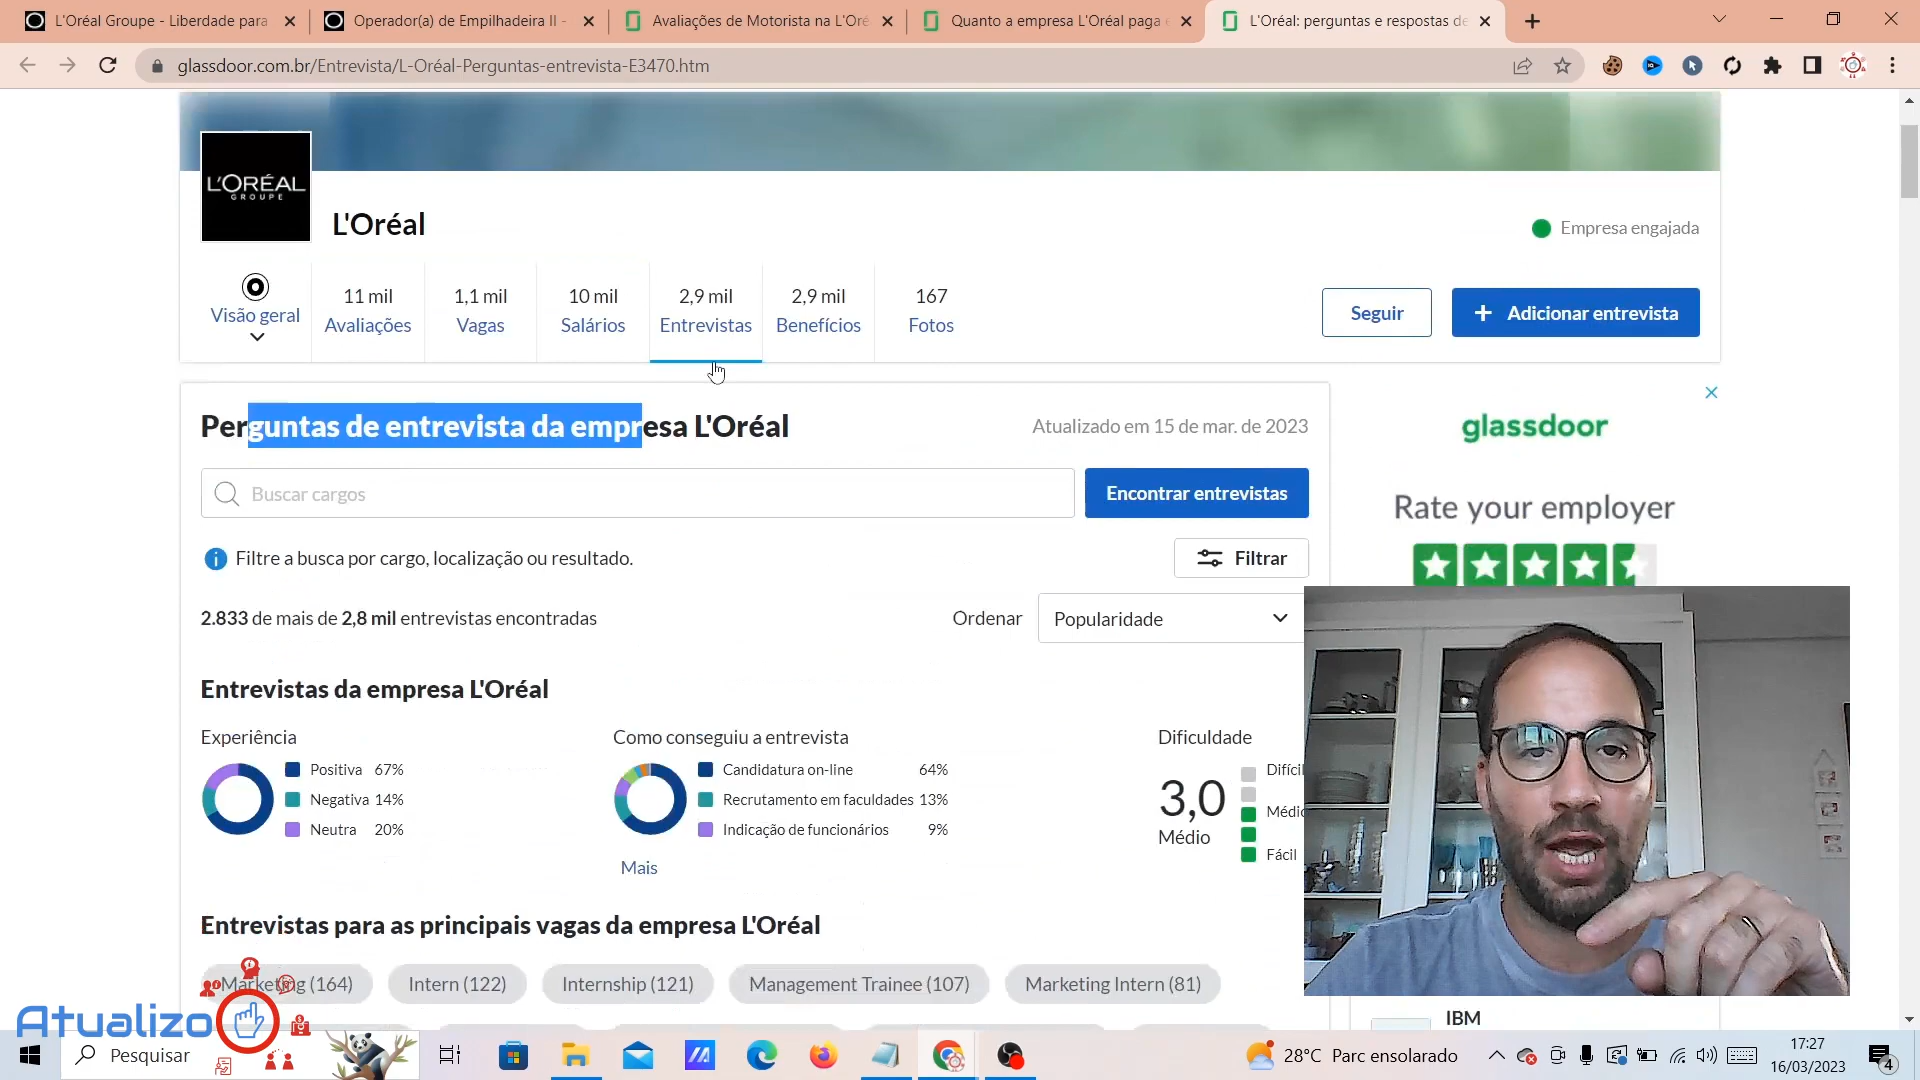 L'Oréal Groupe - Liberdade para
Operador(a) de Empilhadeira II -
Avaliações de Motorista na L'Oré
Quanto a empresa L'Oréal paga e
L'Oréal: perguntas e respostas de
glassdoor.com.br/Entrevista/L-Oréal-Perguntas-entrevista-E3470.htm
L'ORÉAL
GROUPE
L'Oréal
Empresa engajada
Visão geral
11 mil
Avaliações
1,1 mil
Vagas
10 mil
Salários
2,9 mil
Entrevistas
2,9 mil
Benefícios
167
Fotos
Seguir
+ Adicionar entrevista
Perguntas de entrevista da empresa L'Oréal
Atualizado em 15 de mar. de 2023
glassdoor
Buscar cargos
Encontrar entrevistas
Rate your employer
Filtre a busca por cargo, localização ou resultado.
Filtrar
2.833 de mais de 2,8 mil entrevistas encontradas
Ordenar
Popularidade
Entrevistas da empresa L'Oréal
Experiência
Positiva 67%
Negativa 14%
Neutra 20%
Como conseguiu a entrevista
Candidatura on-line 64%
Recrutamento em faculdades 13%
Indicação de funcionários 9%
Mais
Dificuldade
3,0
Médio
Difícil
Médio
Fácil
Entrevistas para as principais vagas da empresa L'Oréal
Marketing (164)
Intern (122)
Internship (121)
Management Trainee (107)
Marketing Intern (81)
IBM
Atualizo
Pesquisar
28°C Parc ensolarado
17:27
16/03/2023
4